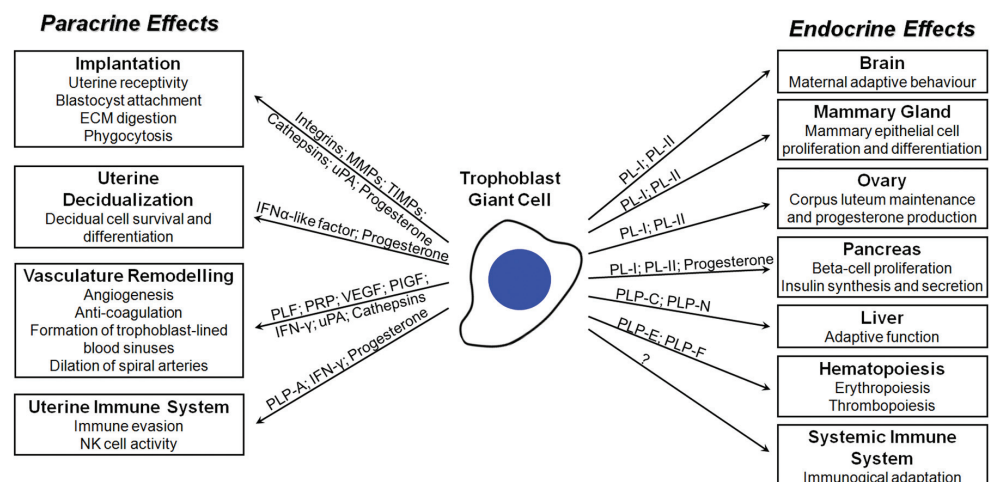 Paracrine Effects
Implantation
Uterine receptivity
Blastocyst attachment
ECM digestion
Phygocytosis
Uterine
Decidualization
Decidual cell survival and
differentiation
Vasculature Remodelling
Angiogenesis
Anti-coagulation
Formation of trophoblast-lined
blood sinuses
Dilation of spiral arteries
Uterine Immune System
Immune evasion
NK cell activity
Integrins; MMPs; TIMPs;
Cathepsins; uPA; Progesterone
IFNα-like factor; Progesterone
PLF; PRP; VEGF; PIGF;
IFN-γ; uPA; Cathepsins
PLP-A; IFN-γ; Progesterone
Trophoblast
Giant Cell
PL-I; PL-II
PL-I; PL-II
PL-I; PL-II
PL-I; PL-II; Progesterone
PLP-C; PLP-N
PLP-E; PLP-F
?
Endocrine Effects
Brain
Maternal adaptive behaviour
Mammary Gland
Mammary epithelial cell
proliferation and differentiation
Ovary
Corpus luteum maintenance
and progesterone production
Pancreas
Beta-cell proliferation
Insulin synthesis and secretion
Liver
Adaptive function
Hematopoiesis
Erythropoiesis
Thrombopoiesis
Systemic Immune
System
Immunogical adaptation